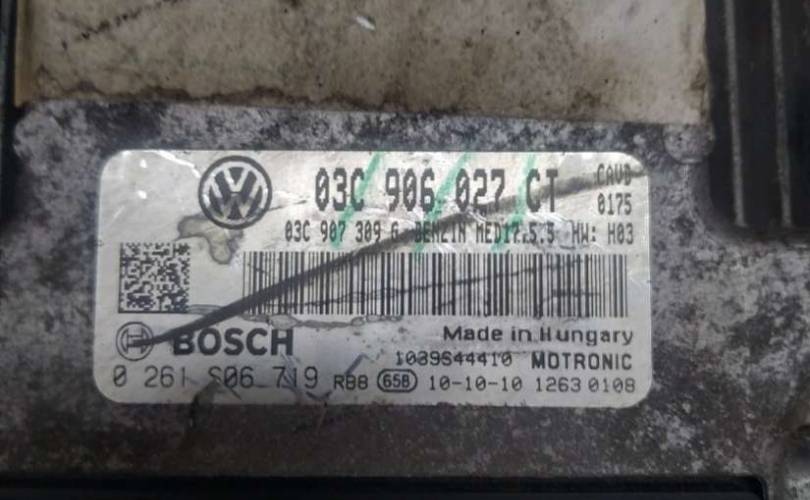 03C 906 027 CT CAVD
0175
03C 907 309 G BENZIN MED17.5.5 HW: H03
BOSCH
Made in Hungary
1039S44410 MOTRONIC
0 261 S06 719 RBB 658 10-10-10 1263 0108